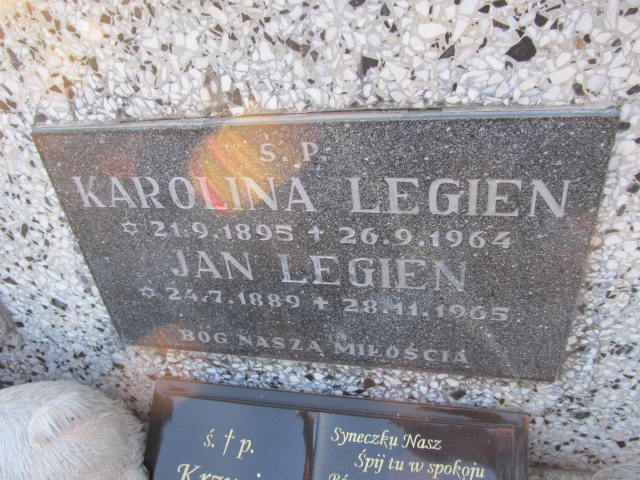 Ś. P.
KAROLINA LEGIEN
✡ 21.9.1895 + 26.9.1964
JAN LEGIEN
✡ 24.7.1889 + 28.11.1965
BÓG NASZĄ MIŁOŚCIĄ
ś. † p.
Syneczku Nasz
Śpij tu w spokoju